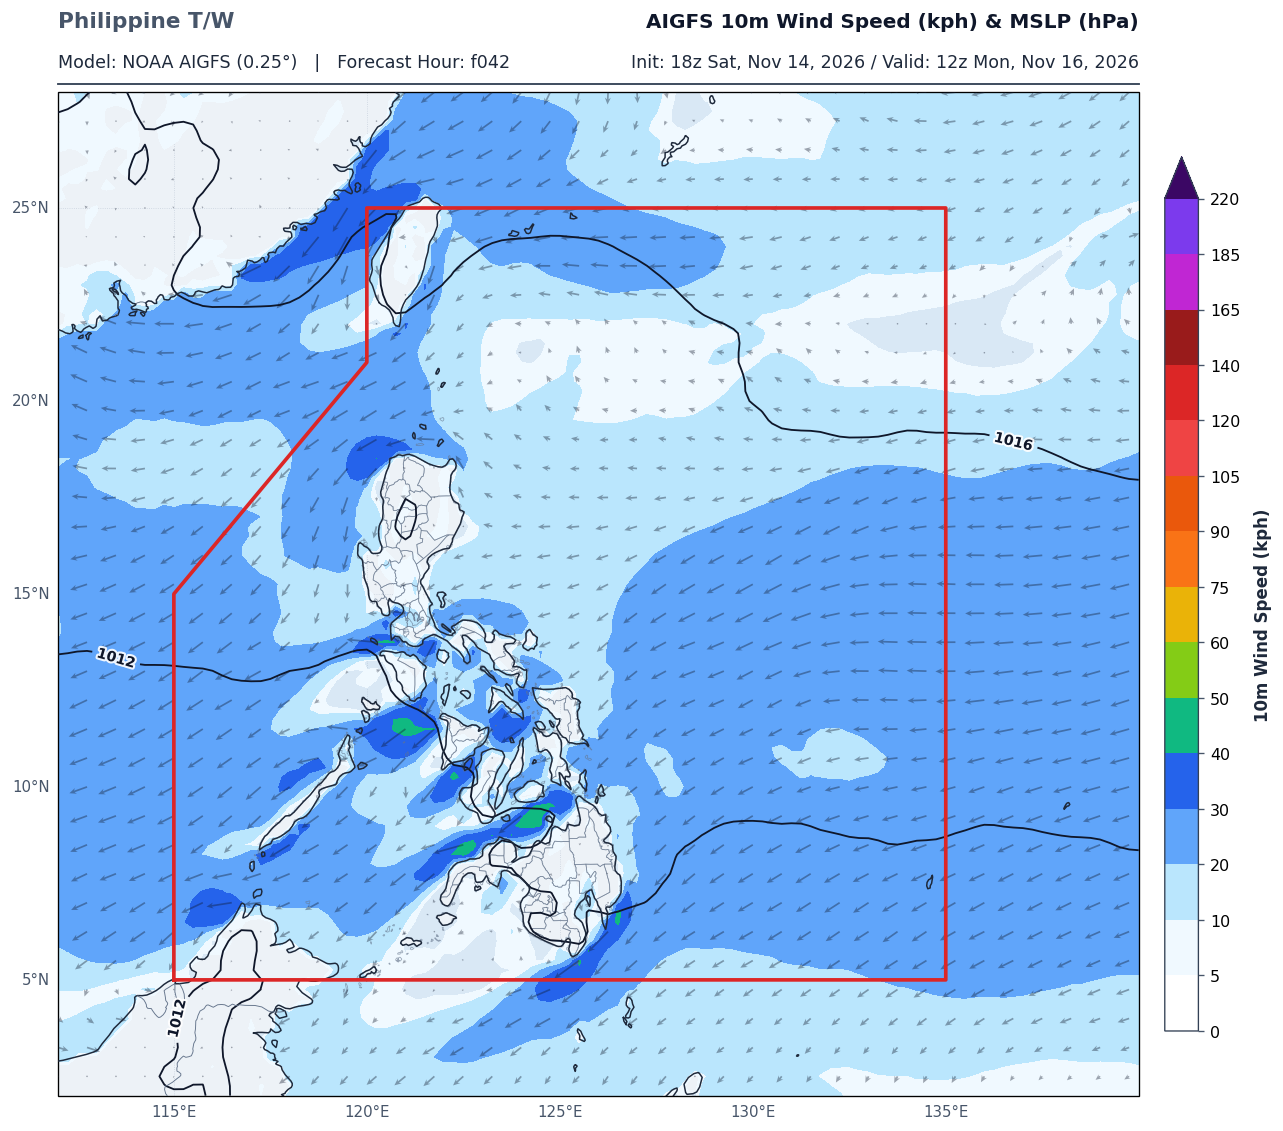 Philippine T/W
AIGFS 10m Wind Speed (kph) & MSLP (hPa)
Model: NOAA AIGFS (0.25°) | Forecast Hour: f042
Init: 18z Sat, Nov 14, 2026 / Valid: 12z Mon, Nov 16, 2026
25°N
20°N
15°N
10°N
5°N
115°E
120°E
125°E
130°E
135°E
1016
1012
1012
220
185
165
140
120
105
90
75
60
50
40
30
20
10
5
0
10m Wind Speed (kph)